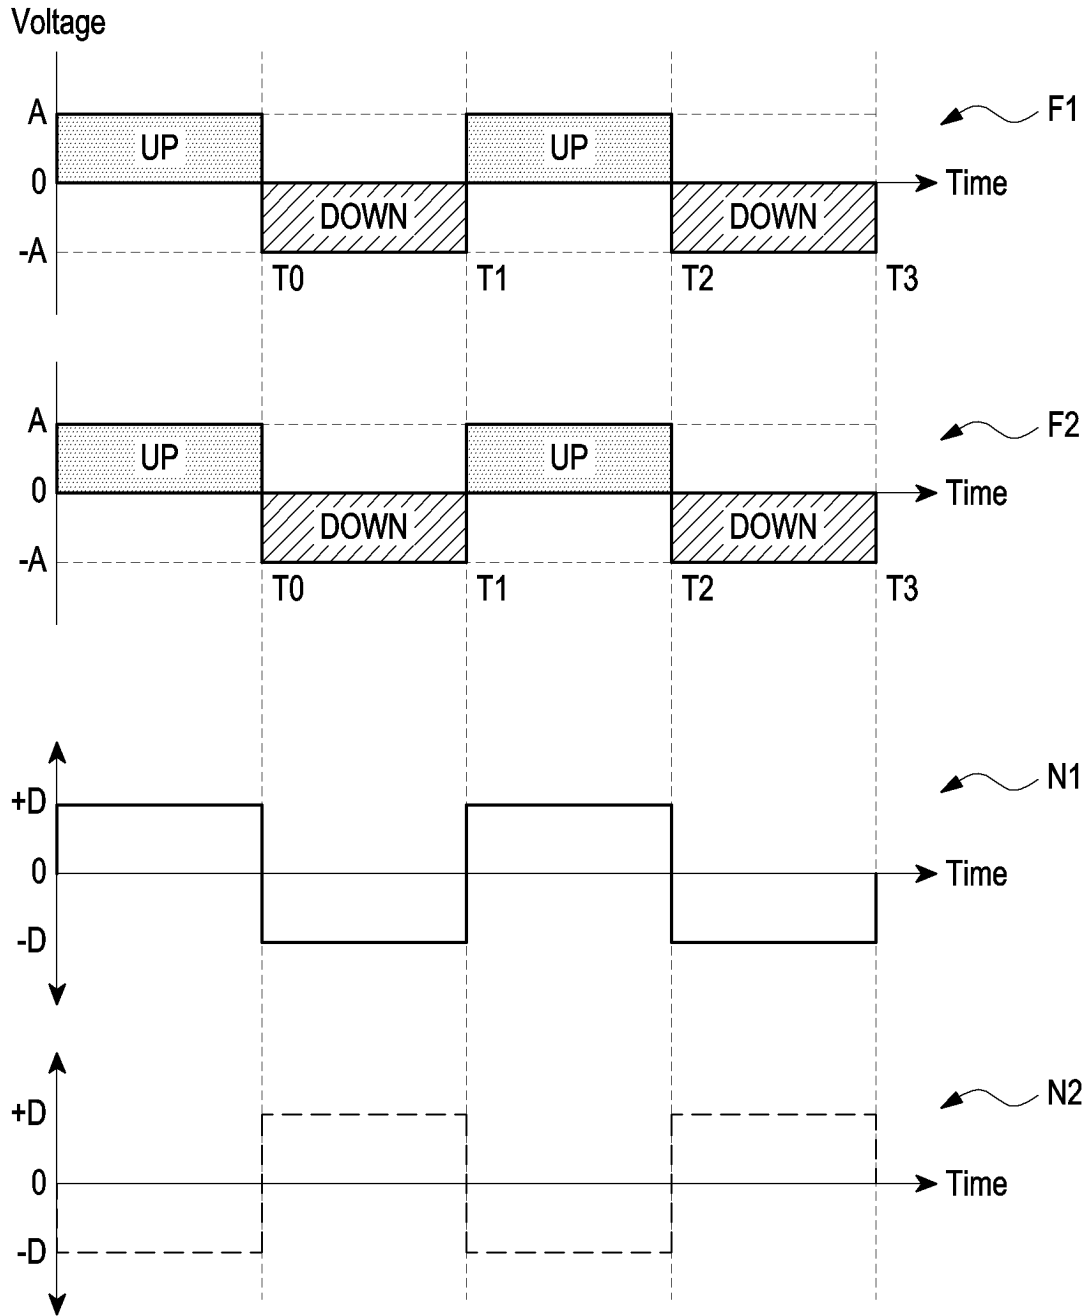 Voltage
A
UP
UP
F1
0
Time
DOWN
DOWN
-A
T0
T1
T2
T3
A
UP
UP
F2
0
Time
DOWN
DOWN
-A
T0
T1
T2
T3
N1
+D
0
Time
-D
N2
+D
0
Time
-D